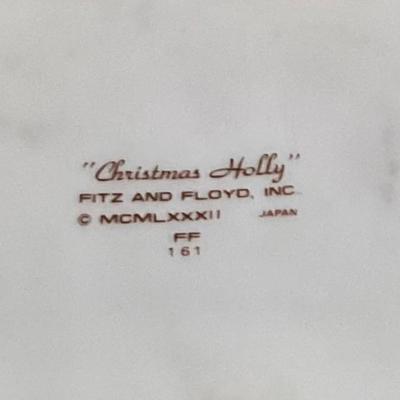 "Christmas Holly"
FITZ AND FLOYD, INC.
© MCMLXXXII JAPAN
FF
161